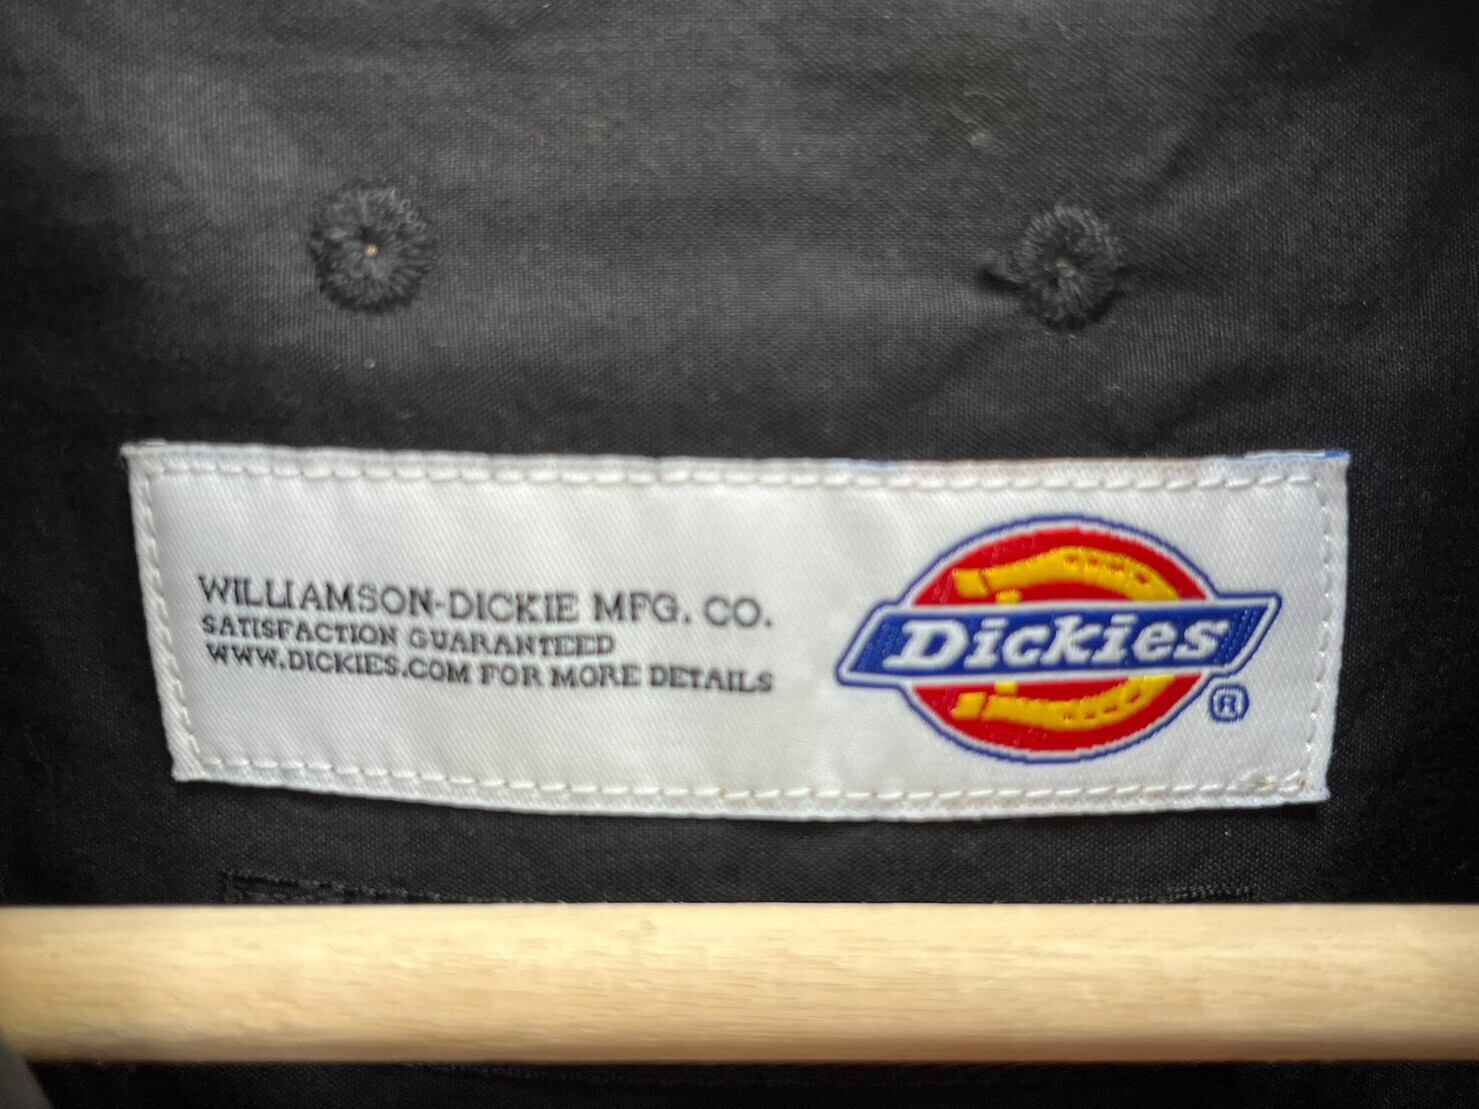 WILLIAMSON-DICKIE MFG. CO.
SATISFACTION GUARANTEED
WWW.DICKIES.COM FOR MORE DETAILS
Dickies
®